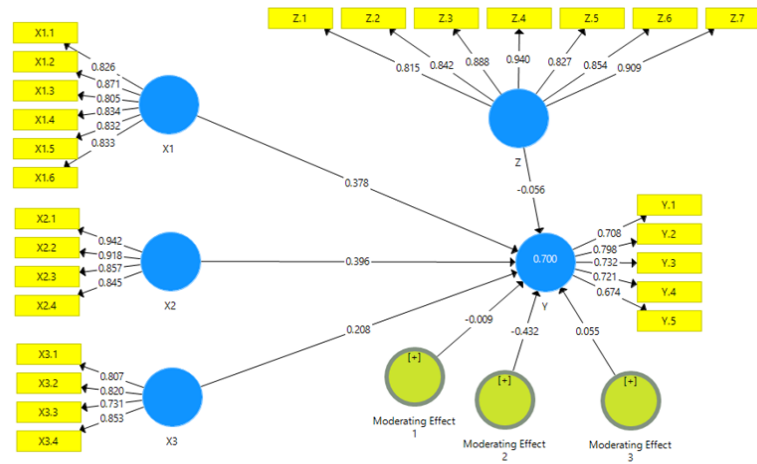 Z.1 Z.2 Z.3 Z.4 Z.5 Z.6 Z.7
0.815 0.842 0.888 0.940 0.827 0.854 0.909
Z
X1.1
X1.2
X1.3
X1.4
X1.5
X1.6
0.826
0.871
0.805
0.834
0.832
0.833
X1
0.378
-0.056
X2.1
X2.2
X2.3
X2.4
0.942
0.918
0.857
0.845
X2
0.396
0.700
Y
0.708
0.798
0.732
0.721
0.674
Y.1
Y.2
Y.3
Y.4
Y.5
X3.1
X3.2
X3.3
X3.4
0.807
0.820
0.731
0.853
X3
0.208
-0.009
-0.432
0.055
[+]
Moderating Effect
1
[+]
Moderating Effect
2
[+]
Moderating Effect
3